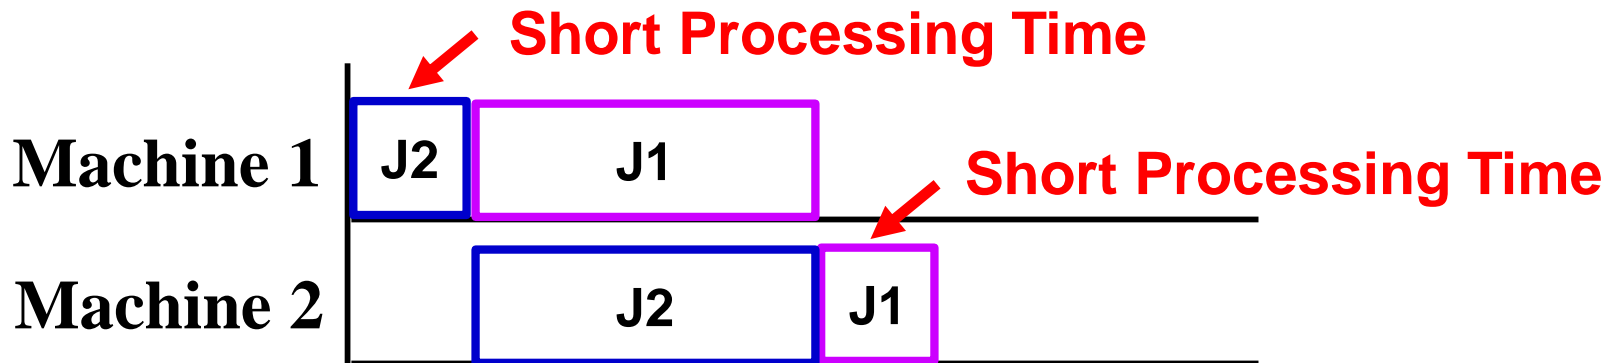 Short Processing Time
Machine 1 J2 J1
Short Processing Time
Machine 2 J2 J1